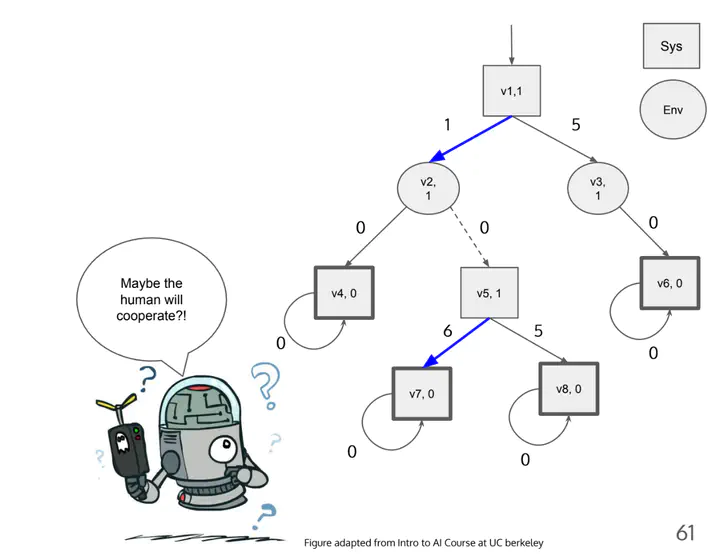 Sys
v1,1
Env
1
5
v2,
1
v3,
1
0
0
0
v4, 0
v5, 1
v6, 0
Maybe the
human will
cooperate?!
0
6
5
0
v7, 0
v8, 0
0
0
?
?
?
?
?
Figure adapted from Intro to AI Course at UC berkeley
61